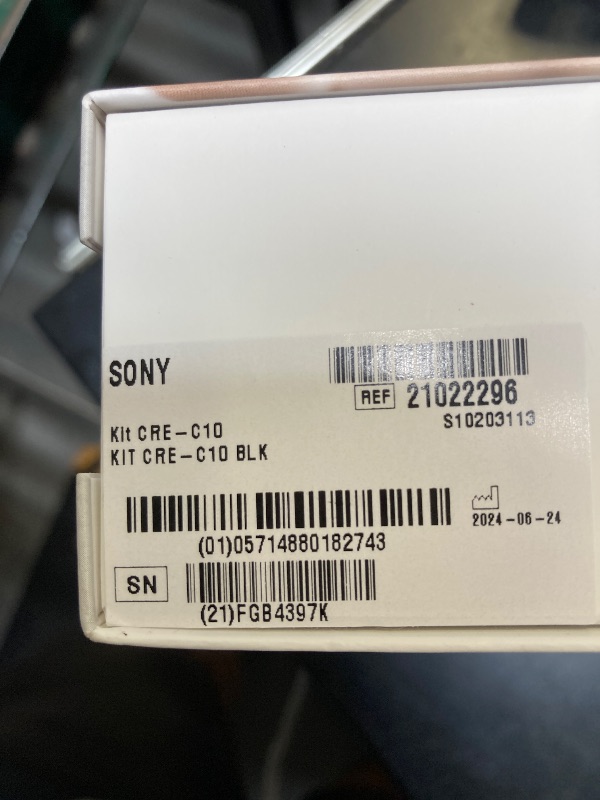 SONY
REF 21022296
S10203113
Kit CRE-C10
KIT CRE-C10 BLK
2024-06-24
(01)05714880182743
SN
(21)FGB4397K